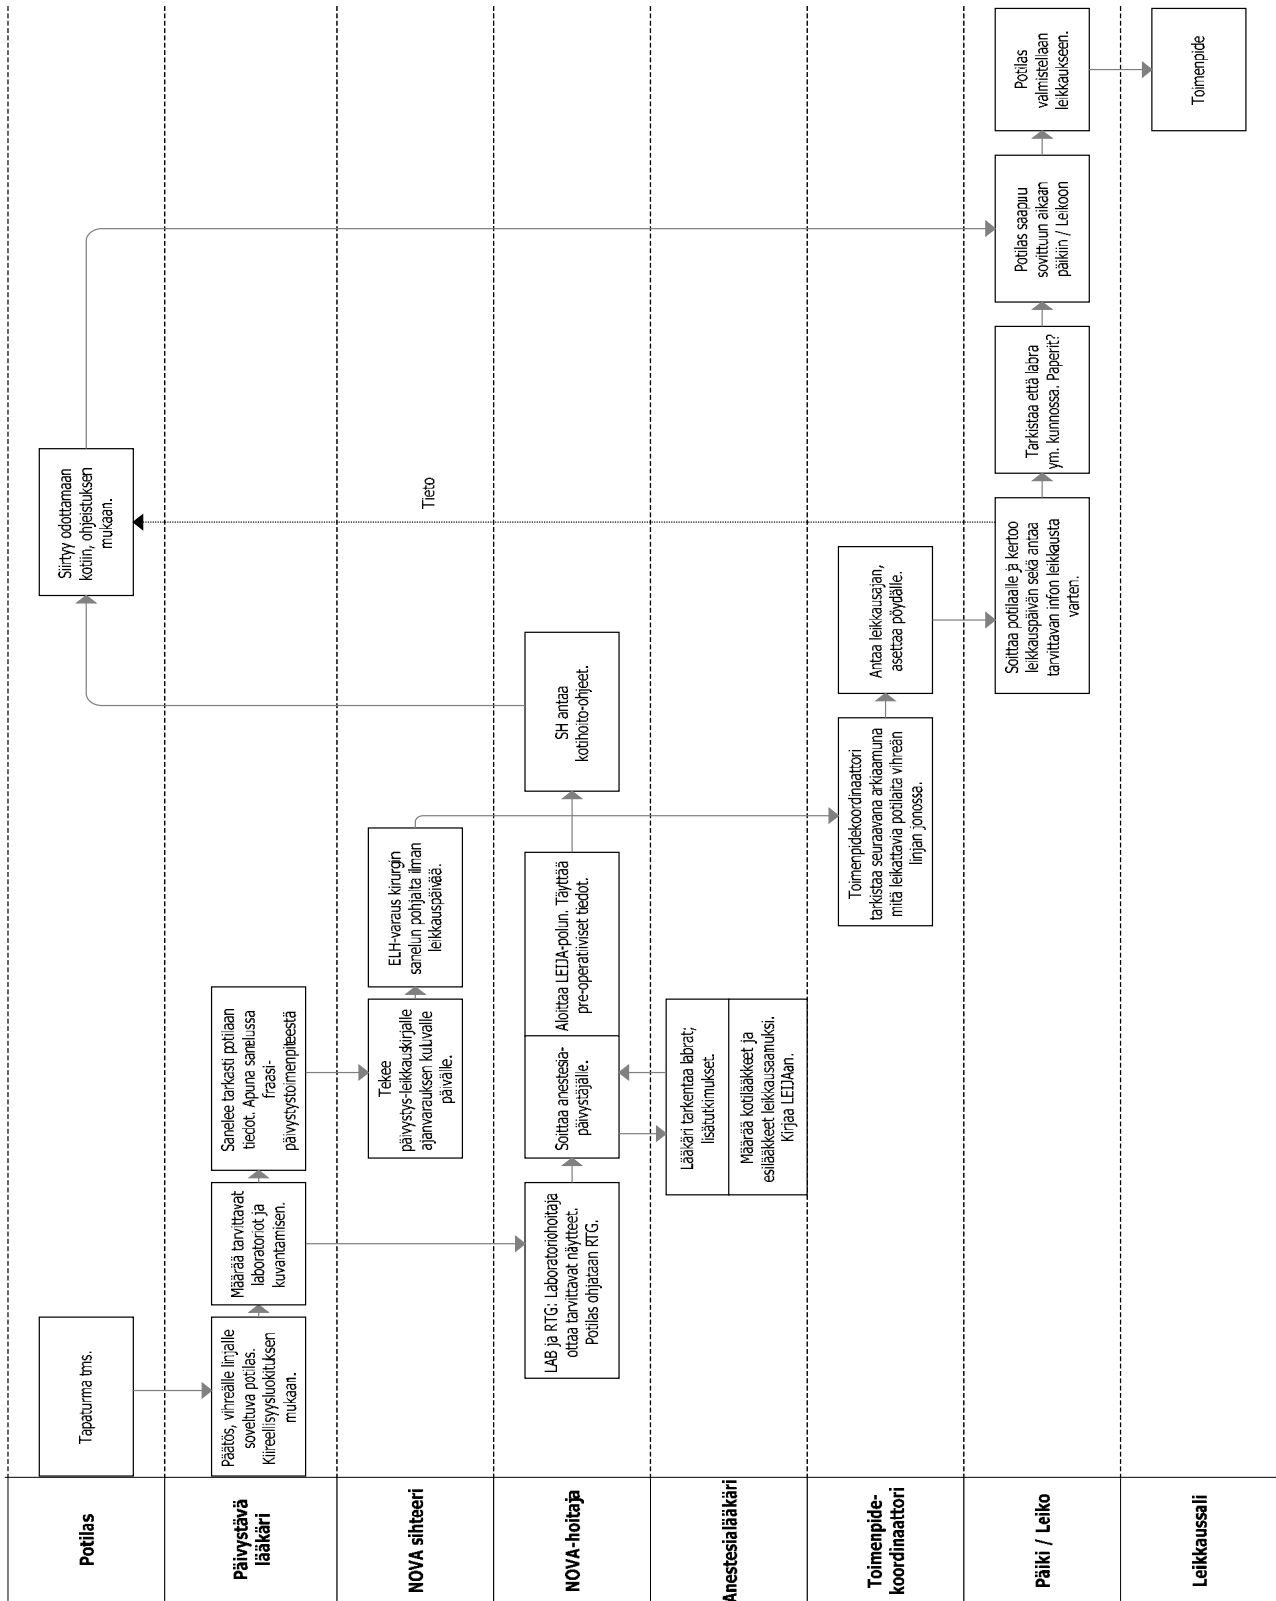 Potilas
Tapaturma tms.
Siirtyy odottamaan
kotiin, ohjeistuksen
mukaan.
Päivystävä
lääkäri
Päätös, vihreälle linjalle
soveltuva potilas.
Kiireellisyysluokituksen
mukaan.
Määrää tarvittavat
laboratoriot ja
kuvantamisen.
Sanelee tarkasti potilaan
tiedot. Apuna sanelussa
fraasi-
päivystystoimenpiteestä
NOVA sihteeri
Tekee
päivystys-leikkauskirjalle
ajanvarauksen kuluvalle
päivälle.
ELH-varaus kirurgin
sanelun pohjalta ilman
leikkauspäivää.
Tieto
NOVA-hoitaja
LAB ja RTG: Laboratoriohoitaja
ottaa tarvittavat näytteet.
Potilas ohjataan RTG.
Soittaa anestesia-
päivystäjälle.
Aloittaa LEIJA-polun. Täyttää
pre-operatiiviset tiedot.
SH antaa
kotihoito-ohjeet.
Anestesialääkäri
Lääkäri tarkentaa labrat;
lisätutkimukset.
Määrää kotilääkkeet ja
esilääkkeet leikkausaamuksi.
Kirjaa LEIJAan.
Toimenpide-
koordinaattori
Toimenpidekoordinaattori
tarkistaa seuraavana arkiaamuna
mitä leikattavia potilaita vihreän
linjan jonossa.
Antaa leikkausajan,
asettaa pöydälle.
Päiki / Leiko
Soittaa potilaalle ja kertoo
leikkauspäivän sekä antaa
tarvittavan infon leikkausta
varten.
Tarkistaa että labra
ym. kunnossa. Paperit?
Potilas saapuu
sovittuun aikaan
päikiin / Leikoon
Potilas
valmistellaan
leikkaukseen.
Leikkaussali
Toimenpide